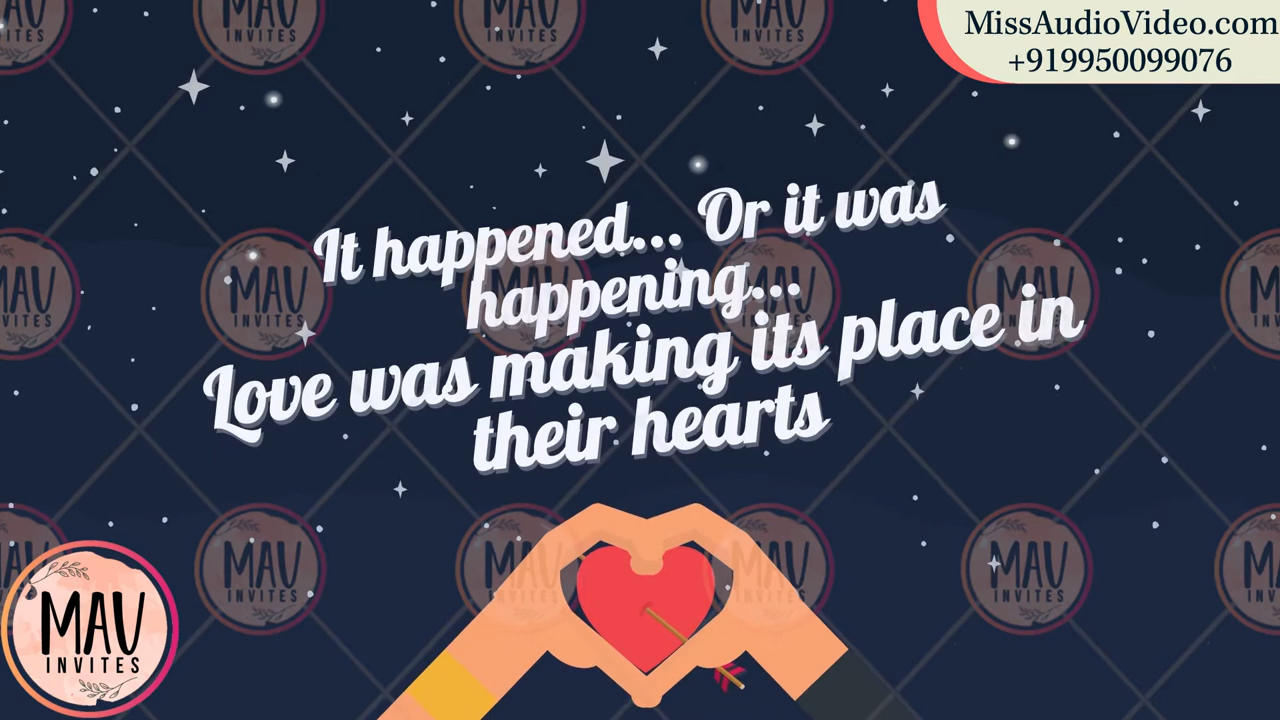 MissAudioVideo.com
+919950099076
It happened... Or it was
happening...
Love was making its place in
their hearts
MAV
INVITES